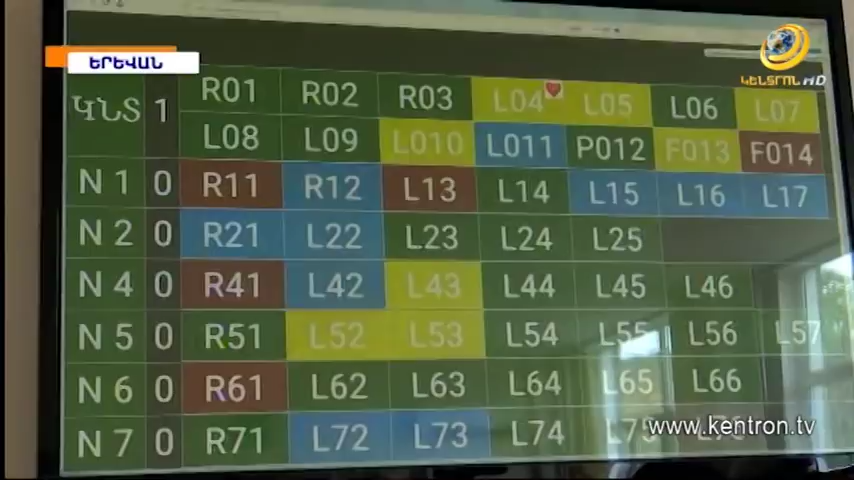 ԵՐԵՎԱՆ
ԿԵՆՏՐՈՆ HD
ԿՆՏ 1 R01 R02 R03 L04 L05 L06 L07
L08 L09 L010 L011 P012 F013 F014
N 1 0 R11 R12 L13 L14 L15 L16 L17
N 2 0 R21 L22 L23 L24 L25
N 4 0 R41 L42 L43 L44 L45 L46
N 5 0 R51 L52 L53 L54 L55 L56 L57
N 6 0 R61 L62 L63 L64 L65 L66
N 7 0 R71 L72 L73 L74 L75 L76
www.kentron.tv